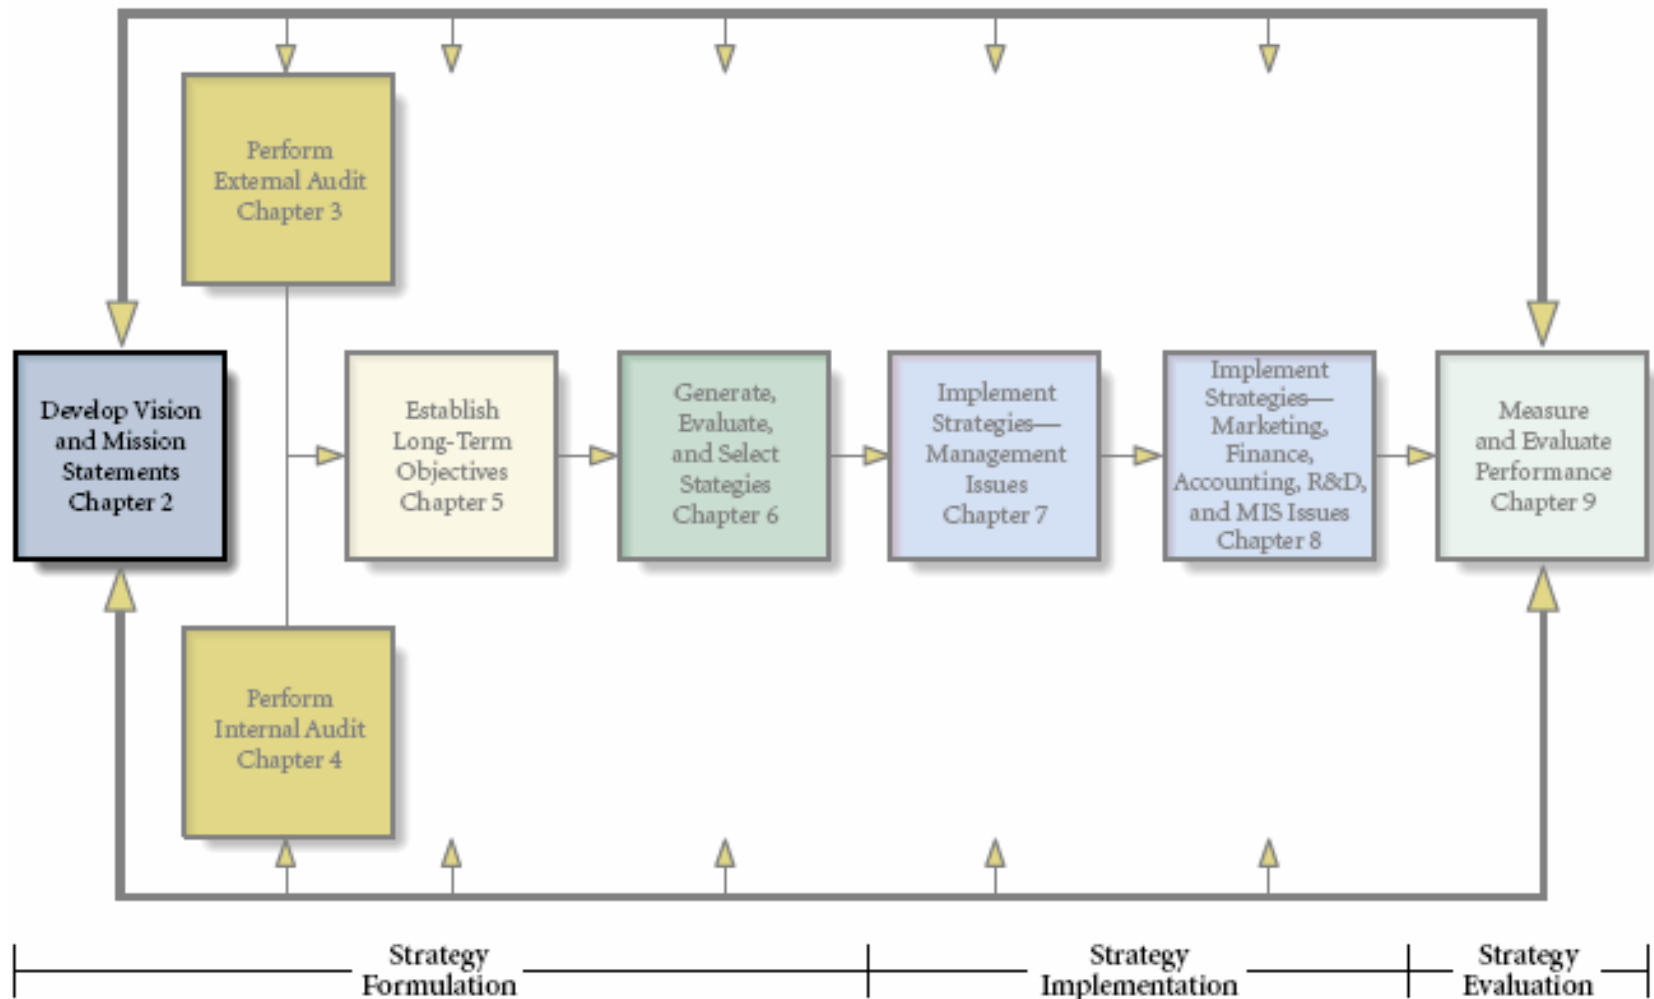 Perform
External Audit
Chapter 3
Develop Vision
and Mission
Statements
Chapter 2
Establish
Long-Term
Objectives
Chapter 5
Generate,
Evaluate,
and Select
Stategies
Chapter 6
Implement
Strategies—
Management
Issues
Chapter 7
Implement
Strategies—
Marketing,
Finance,
Accounting, R&D,
and MIS Issues
Chapter 8
Measure
and Evaluate
Performance
Chapter 9
Perform
Internal Audit
Chapter 4
Strategy
Formulation
Strategy
Implementation
Strategy
Evaluation